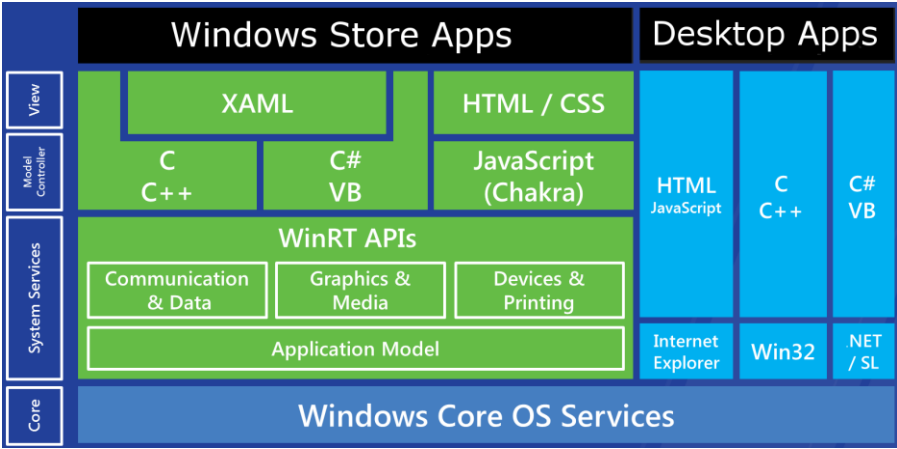 Windows Store Apps
Desktop Apps
View
XAML
HTML / CSS
Model
Controller
C
C++
C#
VB
JavaScript
(Chakra)
HTML
JavaScript
C
C++
C#
VB
System Services
WinRT APIs
Communication
& Data
Graphics &
Media
Devices &
Printing
Application Model
Internet
Explorer
Win32
.NET
/ SL
Core
Windows Core OS Services